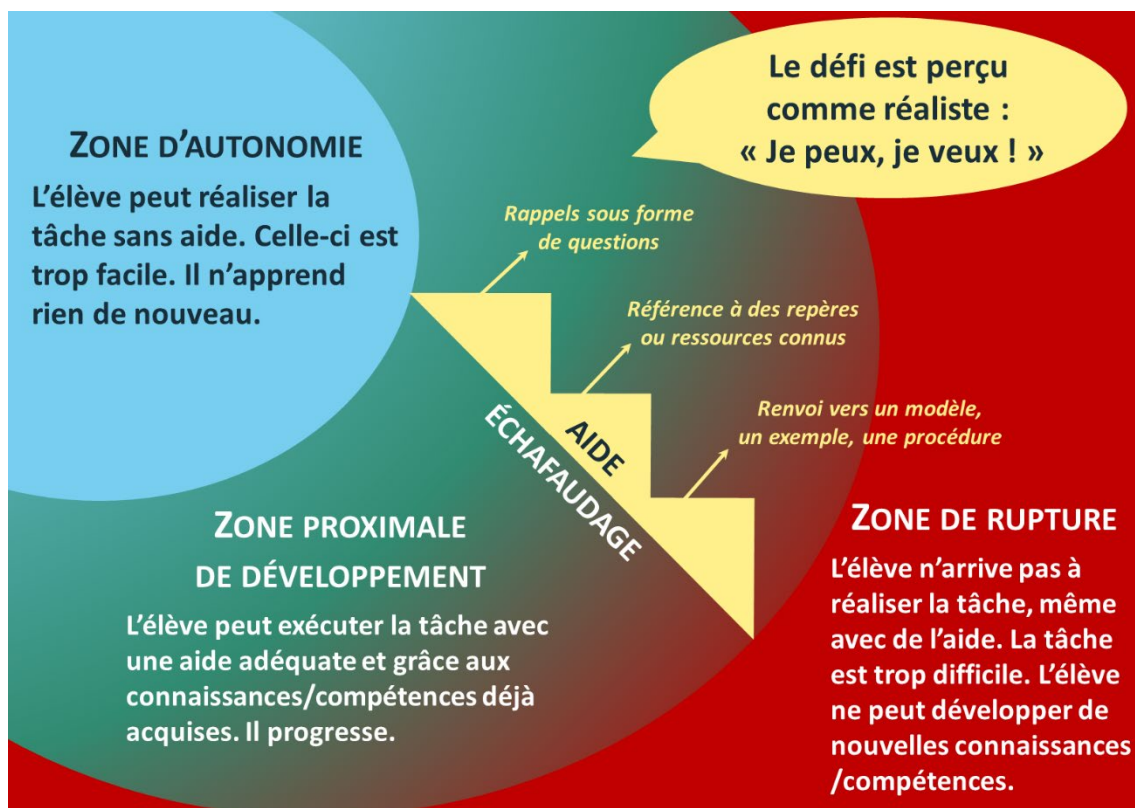 Le défi est perçu
comme réaliste :
« Je peux, je veux ! »
ZONE D’AUTONOMIE
L’élève peut réaliser la
tâche sans aide. Celle-ci est
trop facile. Il n’apprend
rien de nouveau.
Rappels sous forme
de questions
Référence à des repères
ou ressources connus
Renvoi vers un modèle,
un exemple, une procédure
AIDE
ÉCHAFAUDAGE
ZONE PROXIMALE
DE DÉVELOPPEMENT
L’élève peut exécuter la tâche avec
une aide adéquate et grâce aux
connaissances/compétences déjà
acquises. Il progresse.
ZONE DE RUPTURE
L’élève n’arrive pas à
réaliser la tâche, même
avec de l’aide. La tâche
est trop difficile. L’élève
ne peut développer de
nouvelles connaissances
/compétences.